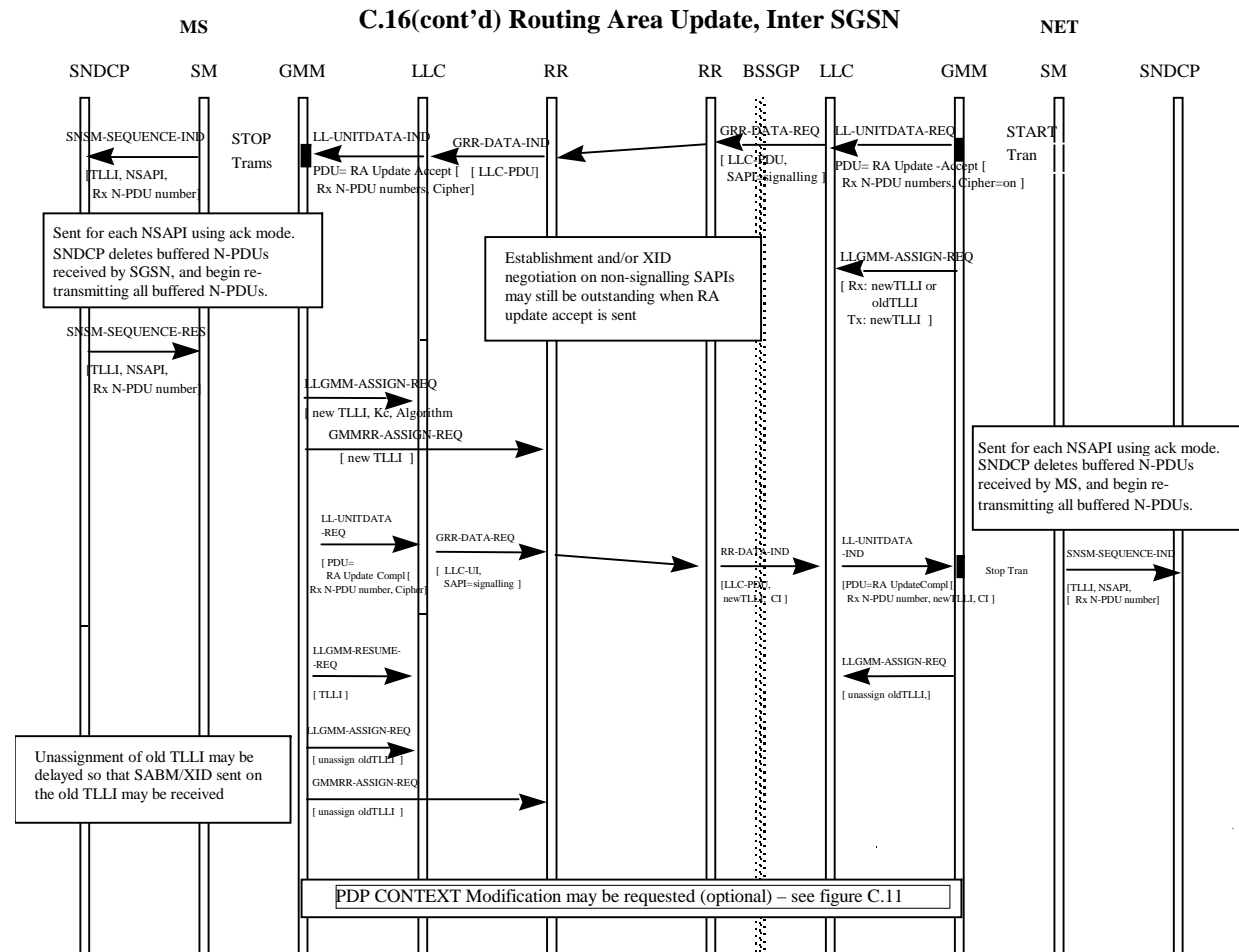 C.16(cont’d) Routing Area Update, Inter SGSN
MS
NET
SNDCP
SM
GMM
LLC
RR
RR
BSSGP
LLC
GMM
SM
SNDCP
SNSM-SEQUENCE-IND
[TLLI, NSAPI,
Rx N-PDU number]
STOP
Trams
LL-UNITDATA-IND
PDU= RA Update Accept [
Rx N-PDU numbers, Cipher]
GRR-DATA-IND
[ LLC-PDU]
GRR-DATA-REQ
[ LLC-PDU,
SAPI=signalling ]
LL-UNITDATA-REQ
PDU= RA Update -Accept [
Rx N-PDU numbers, Cipher=on ]
START
Tran
Sent for each NSAPI using ack mode.
SNDCP deletes buffered N-PDUs
received by SGSN, and begin re-
transmitting all buffered N-PDUs.
Establishment and/or XID
negotiation on non-signalling SAPIs
may still be outstanding when RA
update accept is sent
LLGMM-ASSIGN-REQ
[ Rx: newTLLI or
oldTLLI
Tx: newTLLI ]
SNSM-SEQUENCE-RES
[TLLI, NSAPI,
Rx N-PDU number]
LLGMM-ASSIGN-REQ
[ new TLLI, Kc, Algorithm
GMMRR-ASSIGN-REQ
[ new TLLI ]
Sent for each NSAPI using ack mode.
SNDCP deletes buffered N-PDUs
received by MS, and begin re-
transmitting all buffered N-PDUs.
LL-UNITDATA
-REQ
[ PDU=
RA Update Compl [
Rx N-PDU number, Cipher]
GRR-DATA-REQ
[ LLC-UI,
SAPI=signalling ]
RR-DATA-IND
[LLC-PDU,
newTLLI, CI ]
LL-UNITDATA
-IND
[PDU=RA UpdateCompl [
Rx N-PDU number, newTLLI, CI ]
Stop Tran
SNSM-SEQUENCE-IND
[TLLI, NSAPI,
[ Rx N-PDU number]
LLGMM-RESUME-
-REQ
[ TLLI ]
LLGMM-ASSIGN-REQ
[ unassign oldTLLI,]
LLGMM-ASSIGN-REQ
[ unassign oldTLLI ]
Unassignment of old TLLI may be
delayed so that SABM/XID sent on
the old TLLI may be received
GMMRR-ASSIGN-REQ
[ unassign oldTLLI ]
PDP CONTEXT Modification may be requested (optional) – see figure C.11